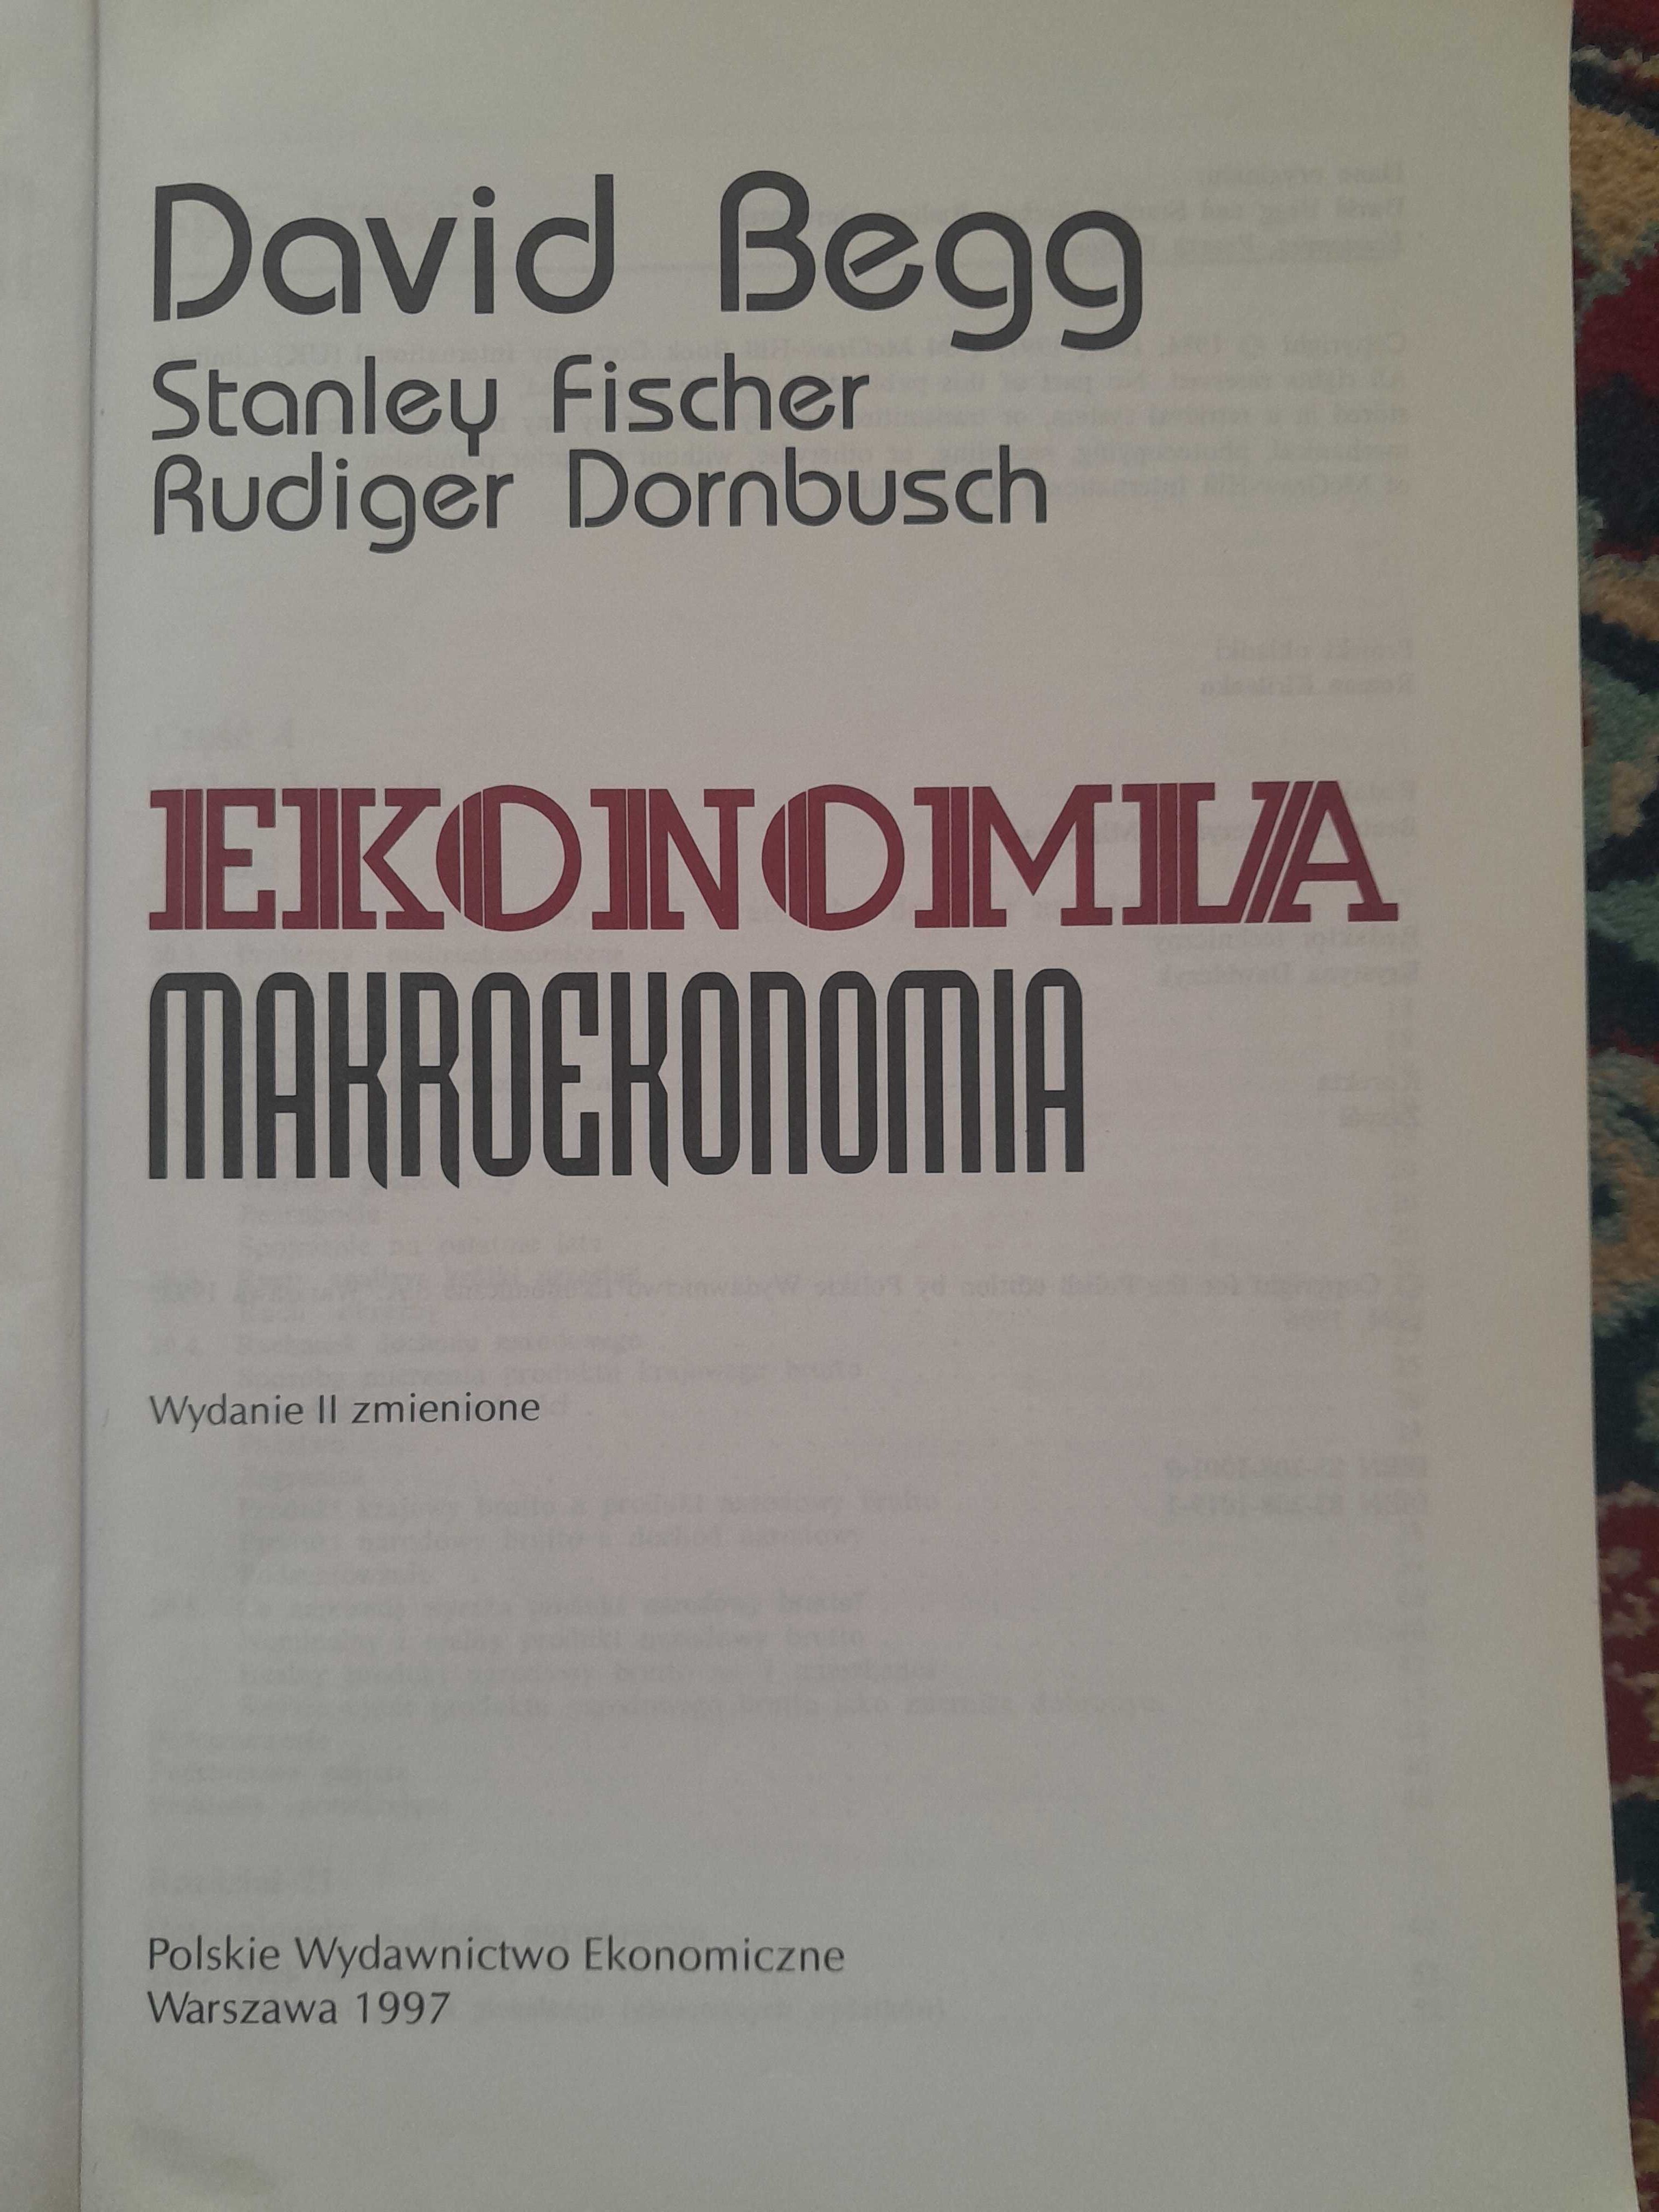 David Begg
Stanley Fischer
Rudiger Dornbusch
EKONOMIA
MAKROEKONOMIA
Wydanie II zmienione
Polskie Wydawnictwo Ekonomiczne
Warszawa 1997